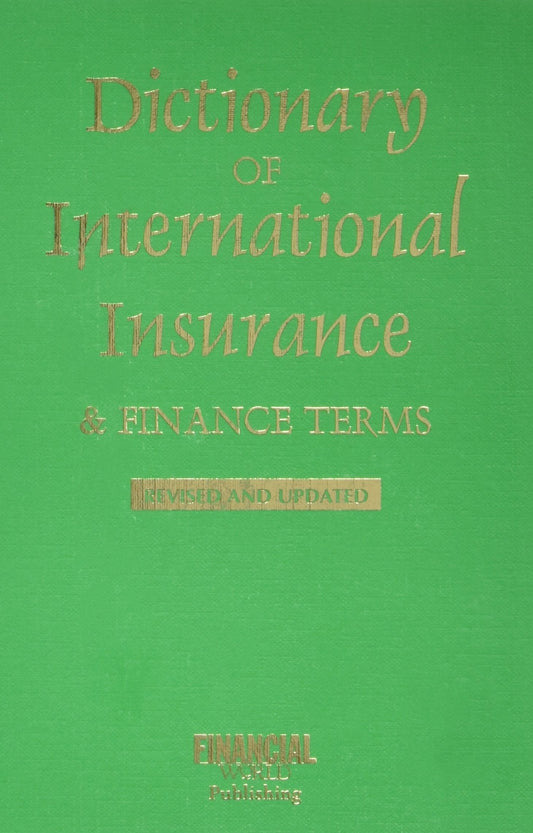 Dictionary
OF
International
Insurance
& FINANCE TERMS
REVISED AND UPDATED
FINANCIAL
WORLD
Publishing